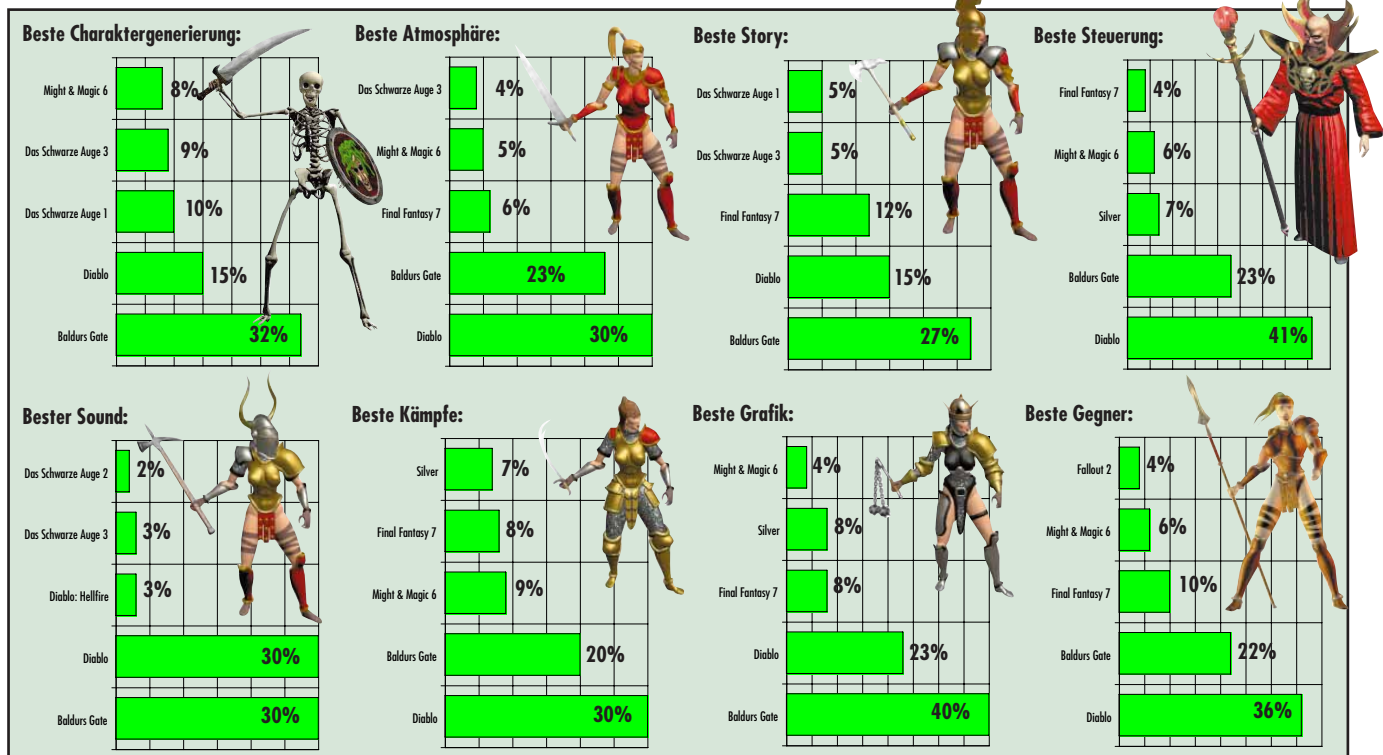 Beste Charaktergenerierung:
Might & Magic 6
8%
Das Schwarze Auge 3
9%
Das Schwarze Auge 1
10%
Diablo
15%
Baldurs Gate
32%
Beste Atmosphäre:
Das Schwarze Auge 3
4%
Might & Magic 6
5%
Final Fantasy 7
6%
Baldurs Gate
23%
Diablo
30%
Beste Story:
Das Schwarze Auge 1
5%
Das Schwarze Auge 3
5%
Final Fantasy 7
12%
Diablo
15%
Baldurs Gate
27%
Beste Steuerung:
Final Fantasy 7
4%
Might & Magic 6
6%
Silver
7%
Baldurs Gate
23%
Diablo
41%
Bester Sound:
Das Schwarze Auge 2
2%
Das Schwarze Auge 3
3%
Diablo: Hellfire
3%
Diablo
30%
Baldurs Gate
30%
Beste Kämpfe:
Silver
7%
Final Fantasy 7
8%
Might & Magic 6
9%
Baldurs Gate
20%
Diablo
30%
Beste Grafik:
Might & Magic 6
4%
Silver
8%
Final Fantasy 7
8%
Diablo
23%
Baldurs Gate
40%
Beste Gegner:
Fallout 2
4%
Might & Magic 6
6%
Final Fantasy 7
10%
Baldurs Gate
22%
Diablo
36%